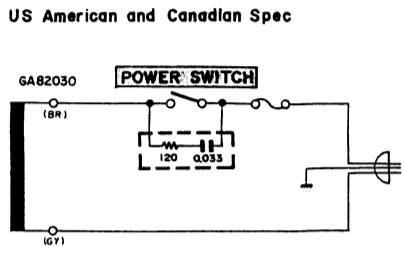 US American and Canadian Spec
GA82030
POWER SWITCH
(BR)
120 0.033
(GY)